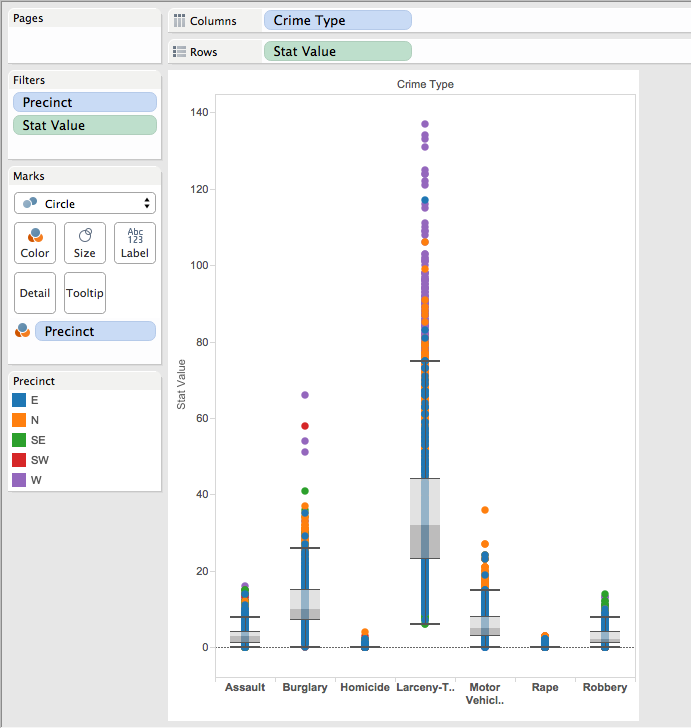 Pages
Columns
Crime Type
Rows
Stat Value
Filters
Precinct
Stat Value
Marks
Circle
Color
Size
Abc
123
Label
Detail
Tooltip
Precinct
Precinct
E
N
SE
SW
W
Crime Type
Stat Value
140
120
100
80
60
40
20
0
Assault Burglary Homicide Larceny-T.. Motor Vehicl.. Rape Robbery